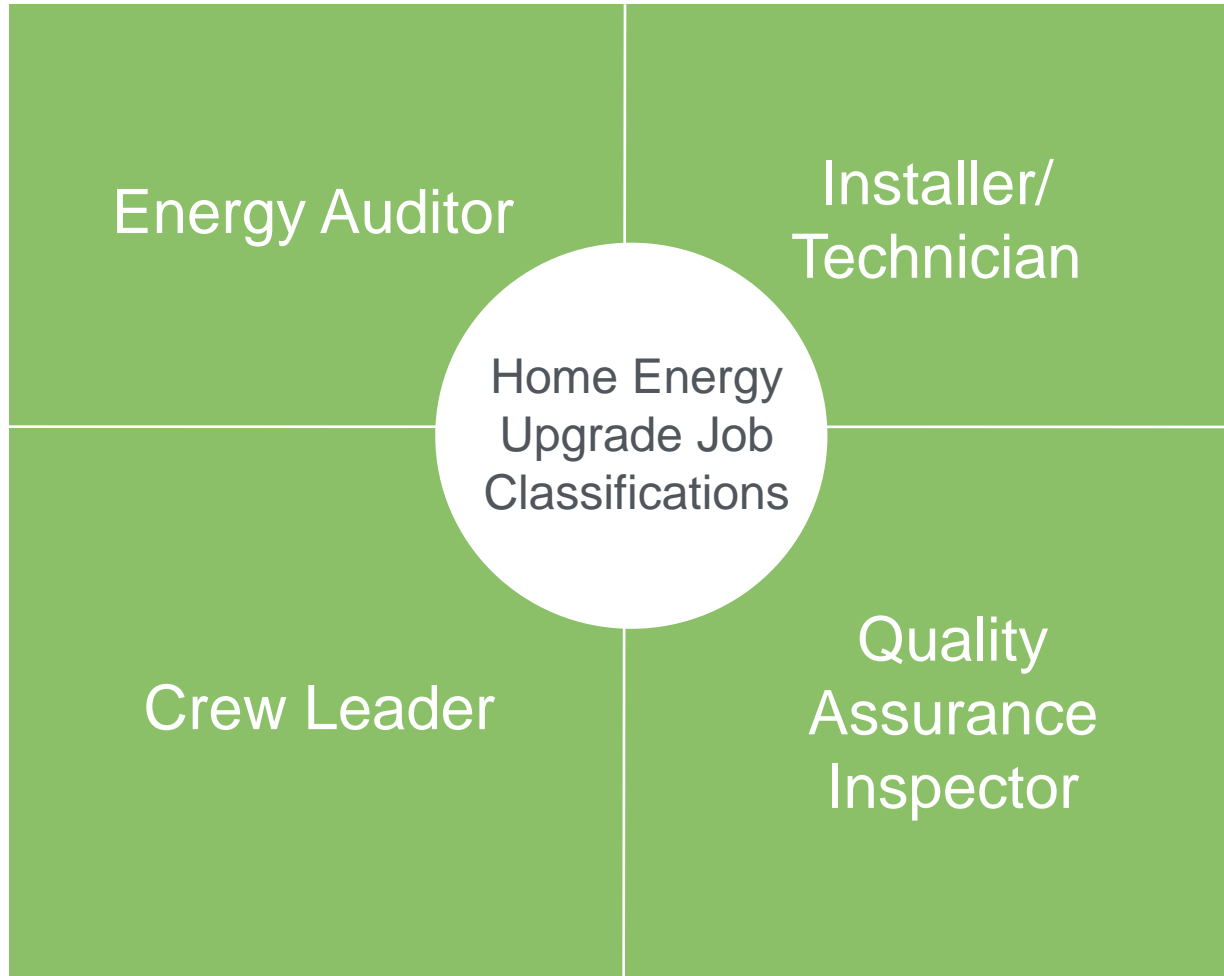 Energy Auditor
Installer/
Technician
Home Energy
Upgrade Job
Classifications
Crew Leader
Quality
Assurance
Inspector